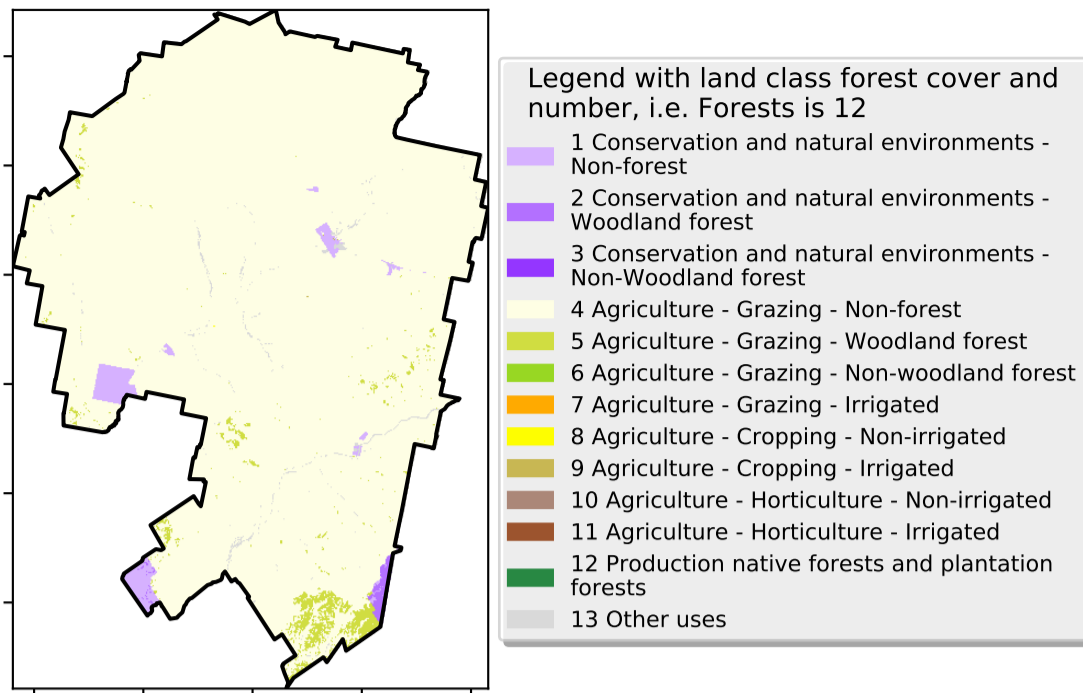 Legend with land class forest cover and
number, i.e. Forests is 12
1 Conservation and natural environments -
Non-forest
2 Conservation and natural environments -
Woodland forest
3 Conservation and natural environments -
Non-Woodland forest
4 Agriculture - Grazing - Non-forest
5 Agriculture - Grazing - Woodland forest
6 Agriculture - Grazing - Non-woodland forest
7 Agriculture - Grazing - Irrigated
8 Agriculture - Cropping - Non-irrigated
9 Agriculture - Cropping - Irrigated
10 Agriculture - Horticulture - Non-irrigated
11 Agriculture - Horticulture - Irrigated
12 Production native forests and plantation
forests
13 Other uses